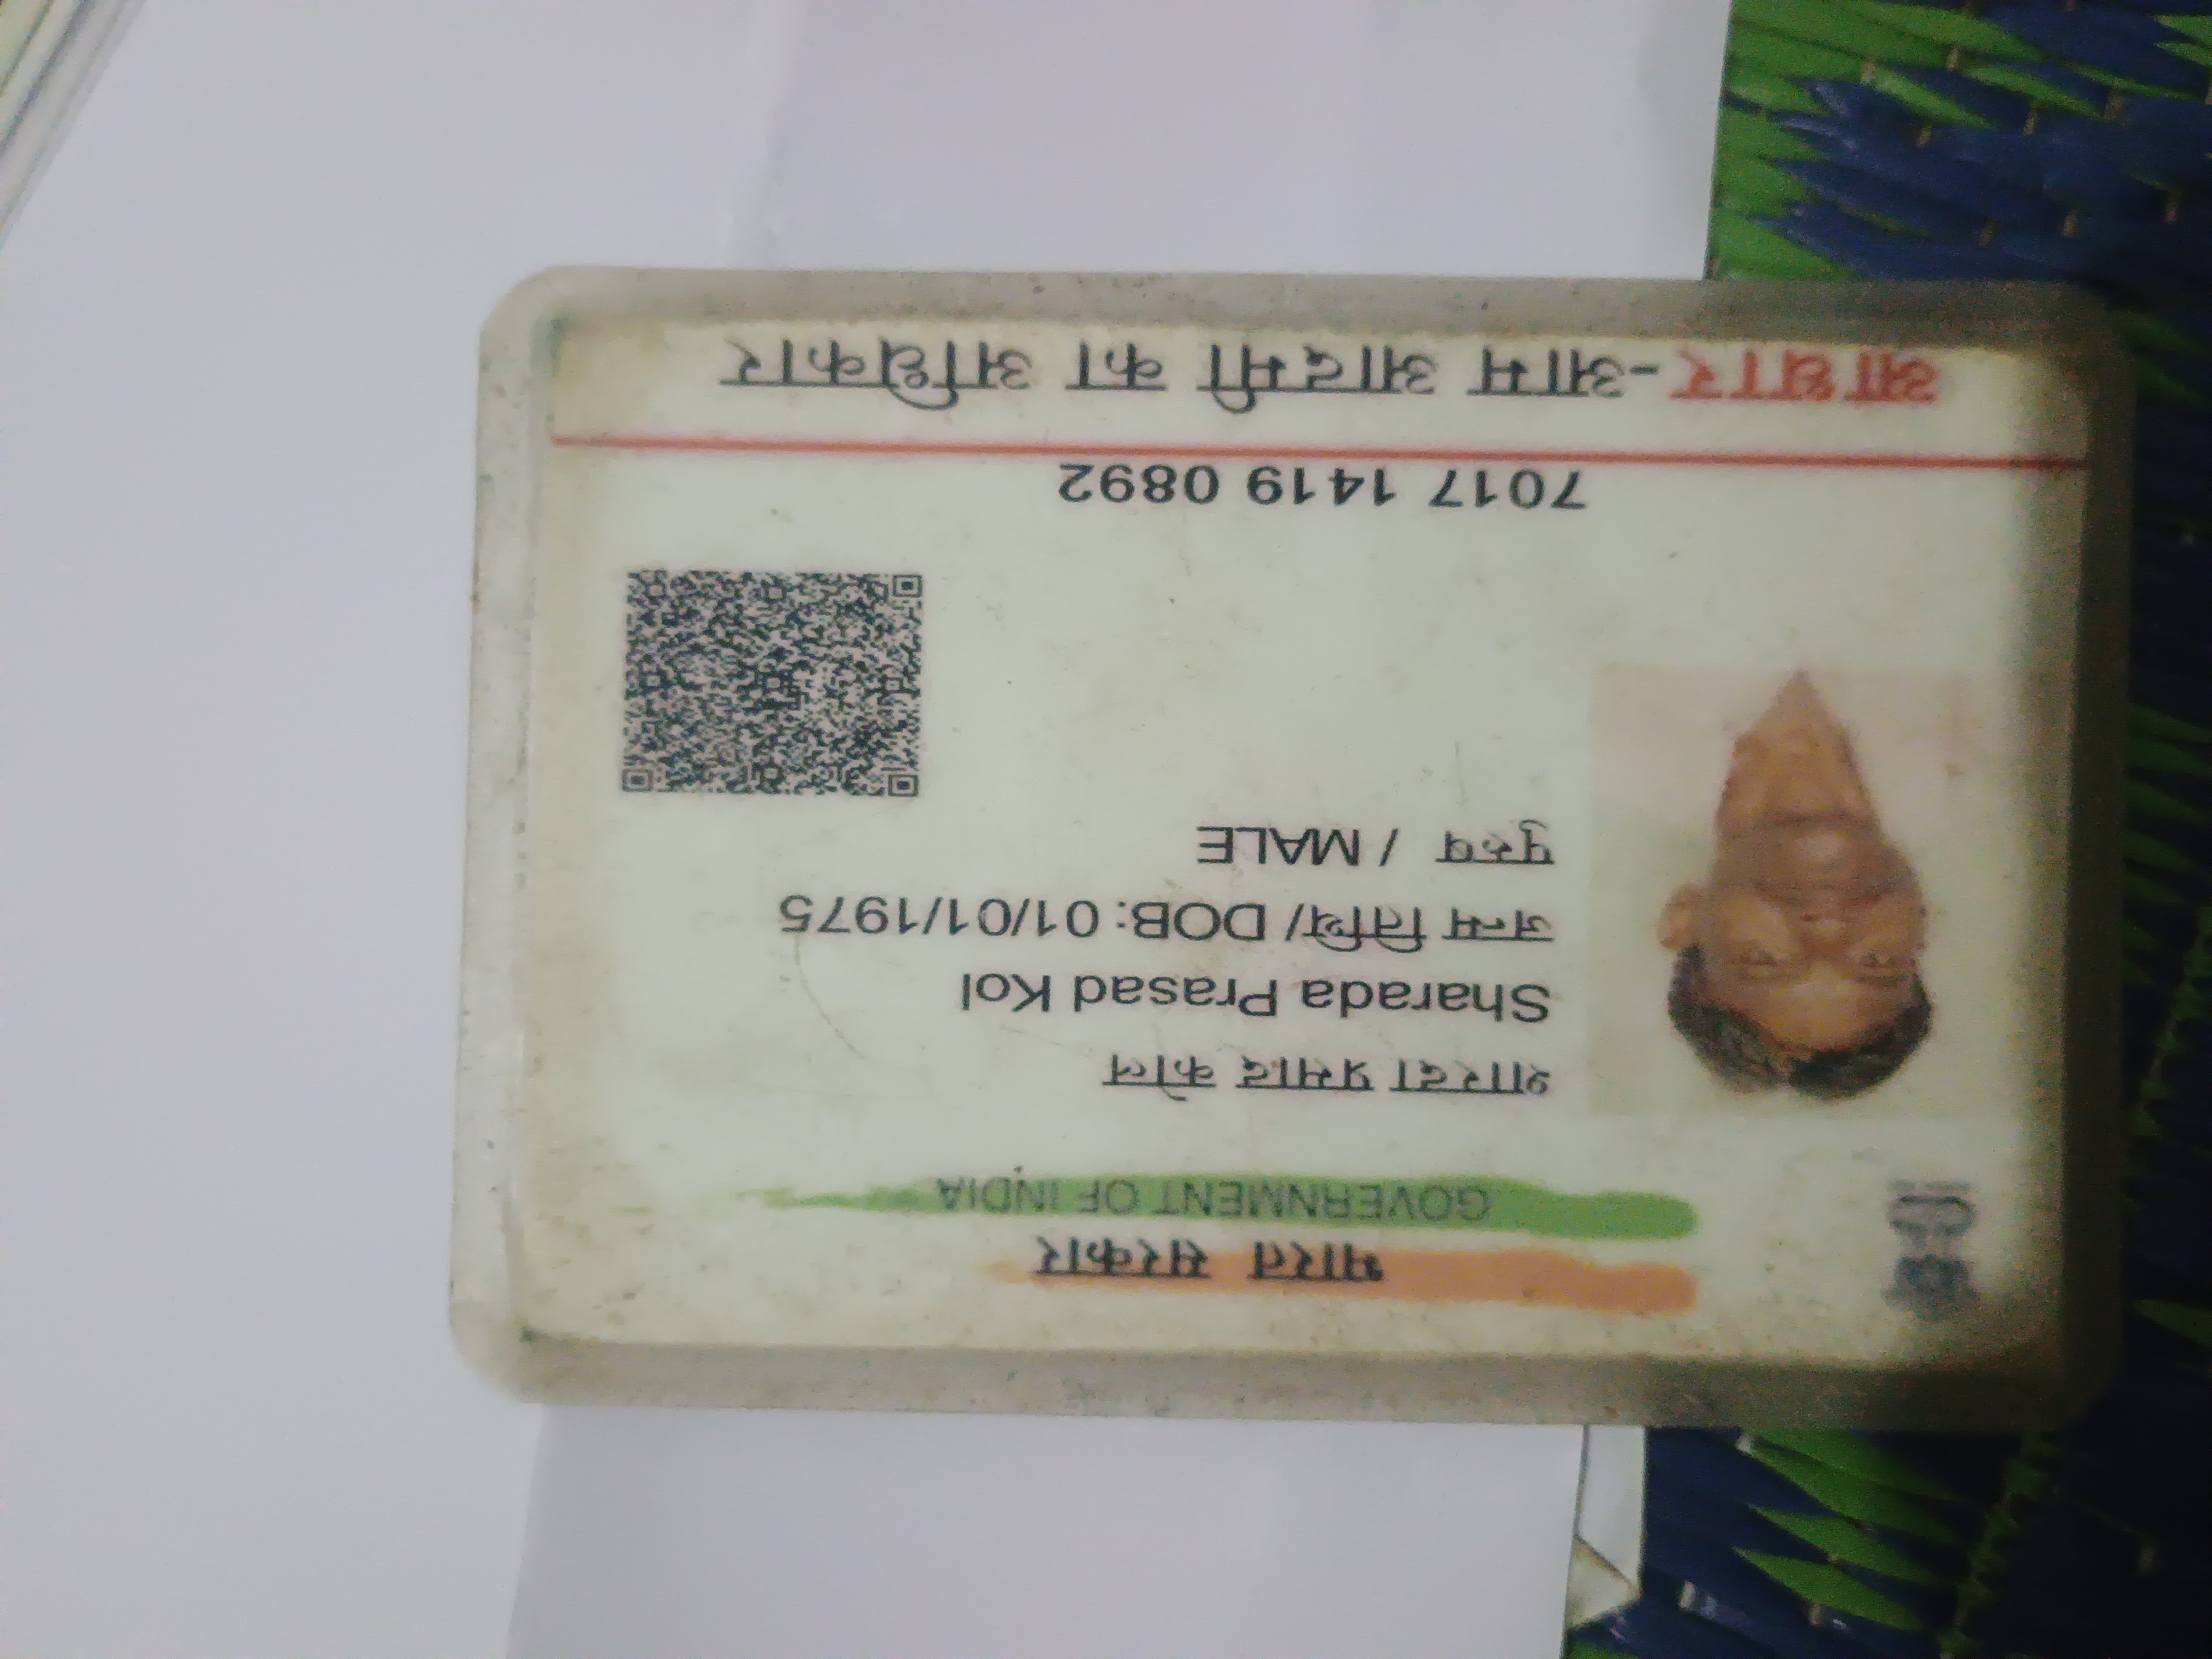 भारत सरकार
GOVERNMENT OF INDIA
शारदा प्रसाद कोल
Sharada Prasad Kol
जन्म तिथि/ DOB: 01/01/1975
पुरुष / MALE
7017 1419 0892
आधार-आम आदमी का अधिकार